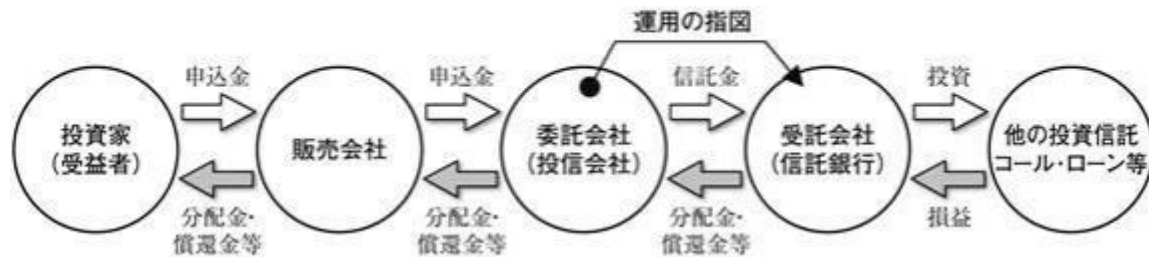 運用の指図
申込金
申込金
信託金
投資
投資家
（受益者）
販売会社
委託会社
（投信会社）
受託会社
（信託銀行）
他の投資信託
コール・ローン等
分配金・
償還金等
分配金・
償還金等
分配金・
償還金等
損益